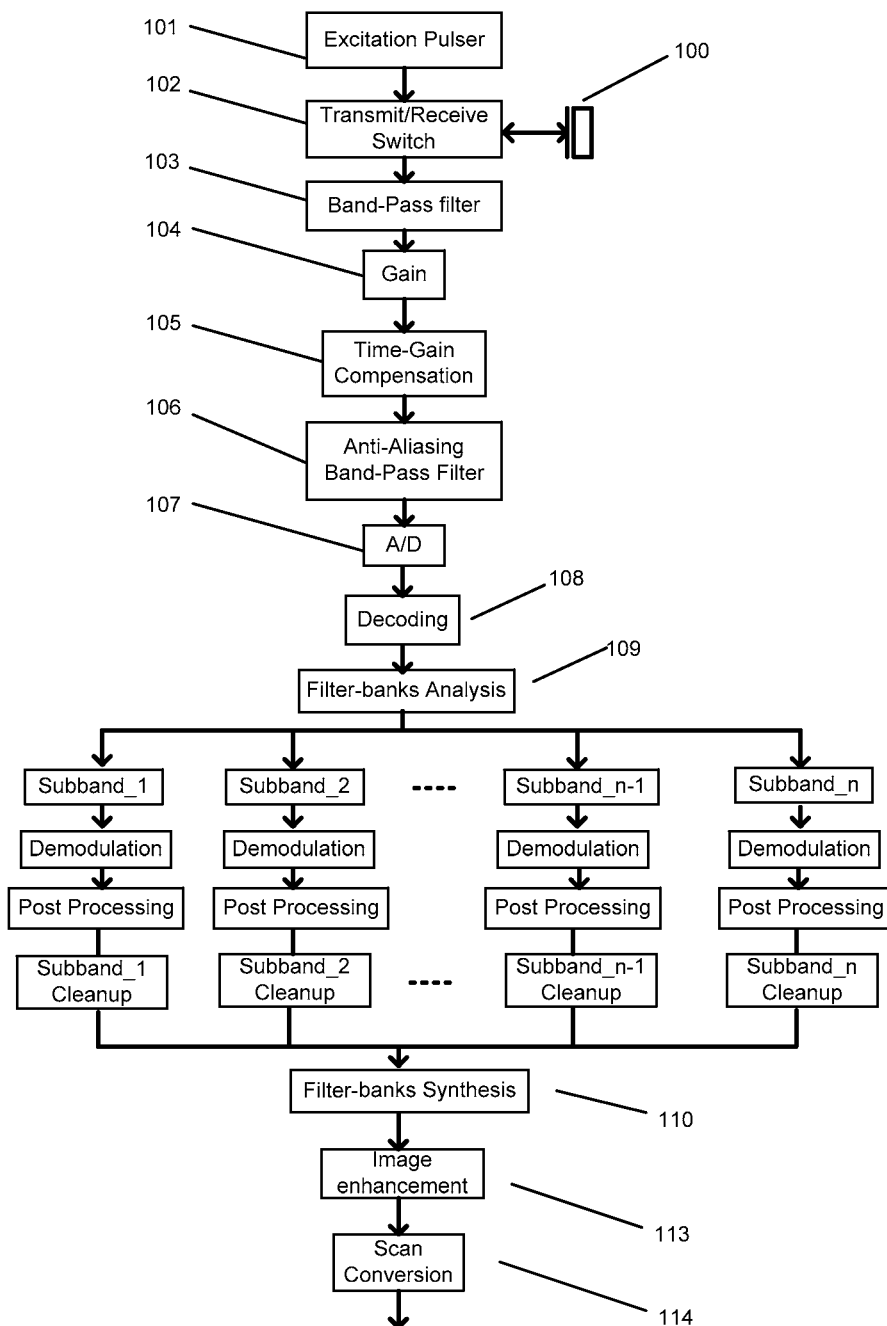 101
Excitation Pulser
100
102
Transmit/Receive
Switch
103
Band-Pass filter
104
Gain
105
Time-Gain
Compensation
106
Anti-Aliasing
Band-Pass Filter
107
A/D
108
Decoding
109
Filter-banks Analysis
Subband_1 Subband_2 ---- Subband_n-1 Subband_n
Demodulation Demodulation Demodulation Demodulation
Post Processing Post Processing Post Processing Post Processing
Subband_1 Subband_2 Subband_n-1 Subband_n
Cleanup Cleanup ---- Cleanup Cleanup
Filter-banks Synthesis
110
Image
enhancement
113
Scan
Conversion
114